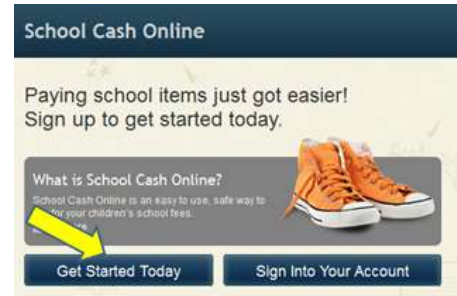 School Cash Online
Paying school items just got easier!
Sign up to get started today.
What is School Cash Online?
School Cash Online is an easy to use, safe way to
for your children's school fees.
Get Started Today
Sign Into Your Account